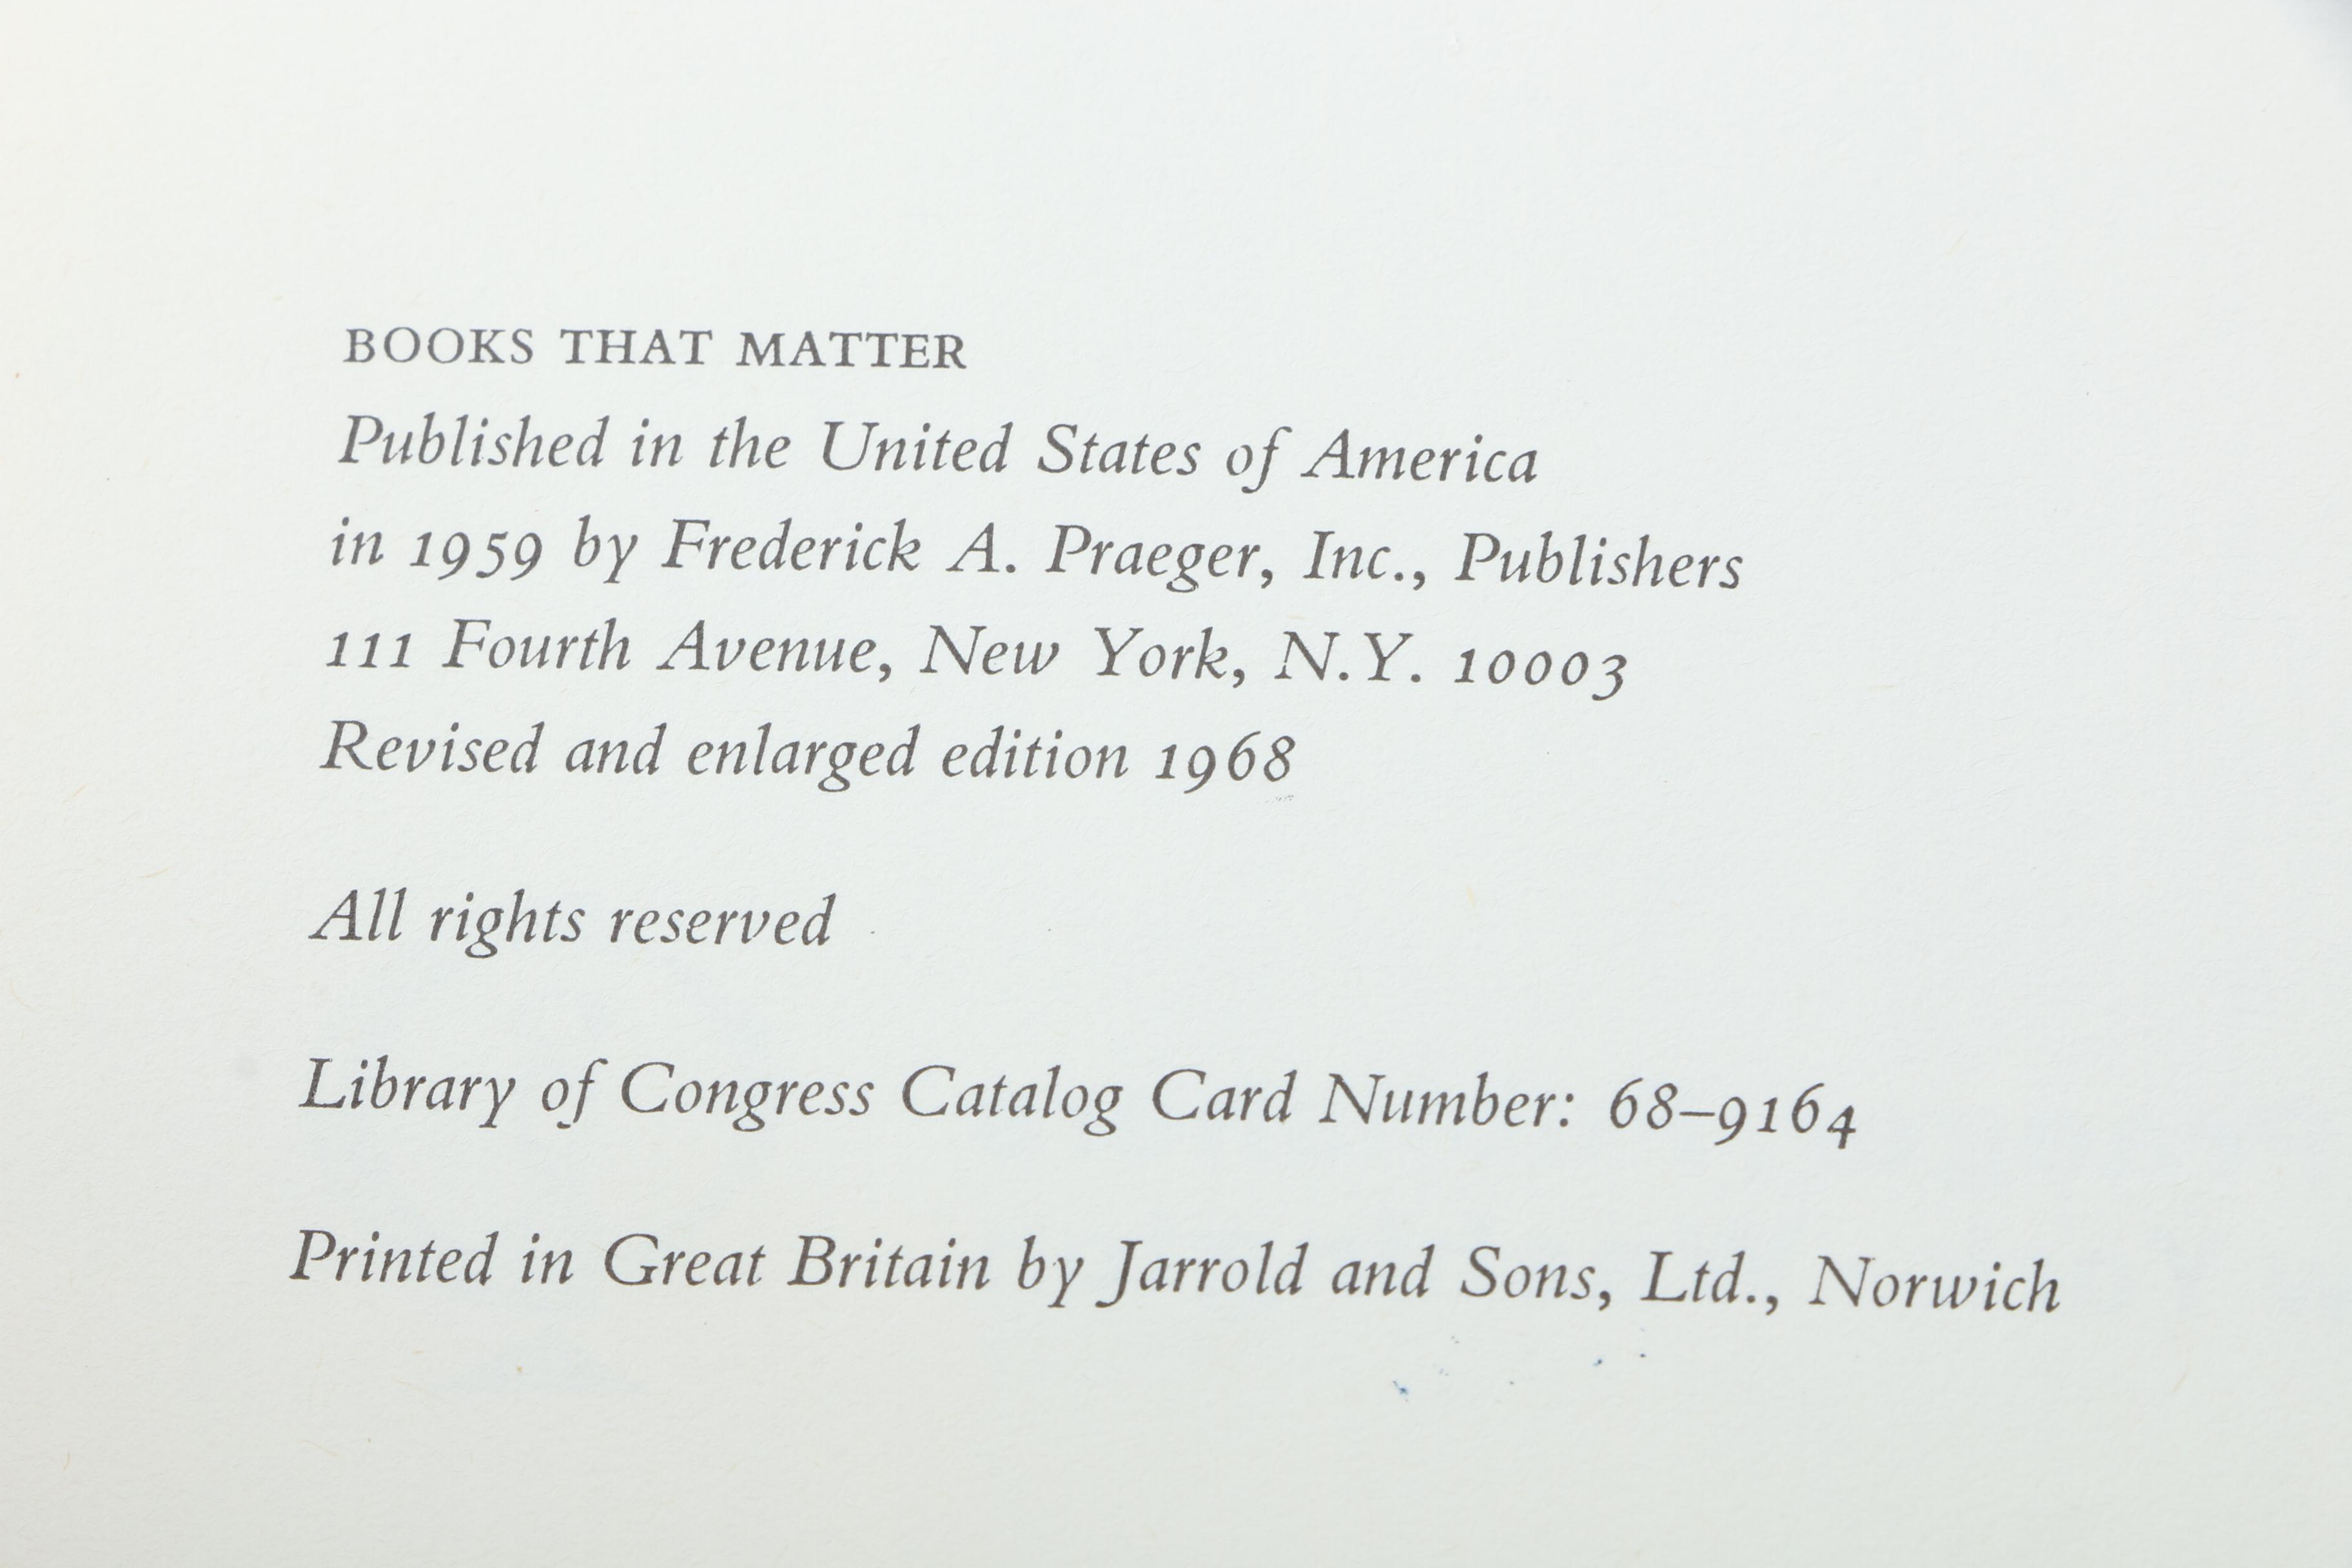 BOOKS THAT MATTER
Published in the United States of America
in 1959 by Frederick A. Praeger, Inc., Publishers
111 Fourth Avenue, New York, N.Y. 10003
Revised and enlarged edition 1968
All rights reserved
Library of Congress Catalog Card Number: 68–9164
Printed in Great Britain by Jarrold and Sons, Ltd., Norwich